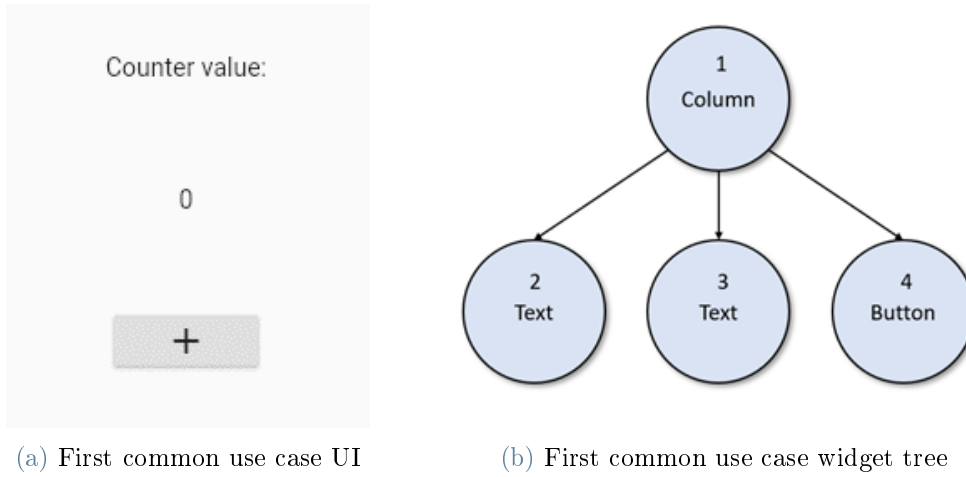 Counter value:
0
+
(a) First common use case UI
1
Column
2
Text
3
Text
4
Button
(b) First common use case widget tree